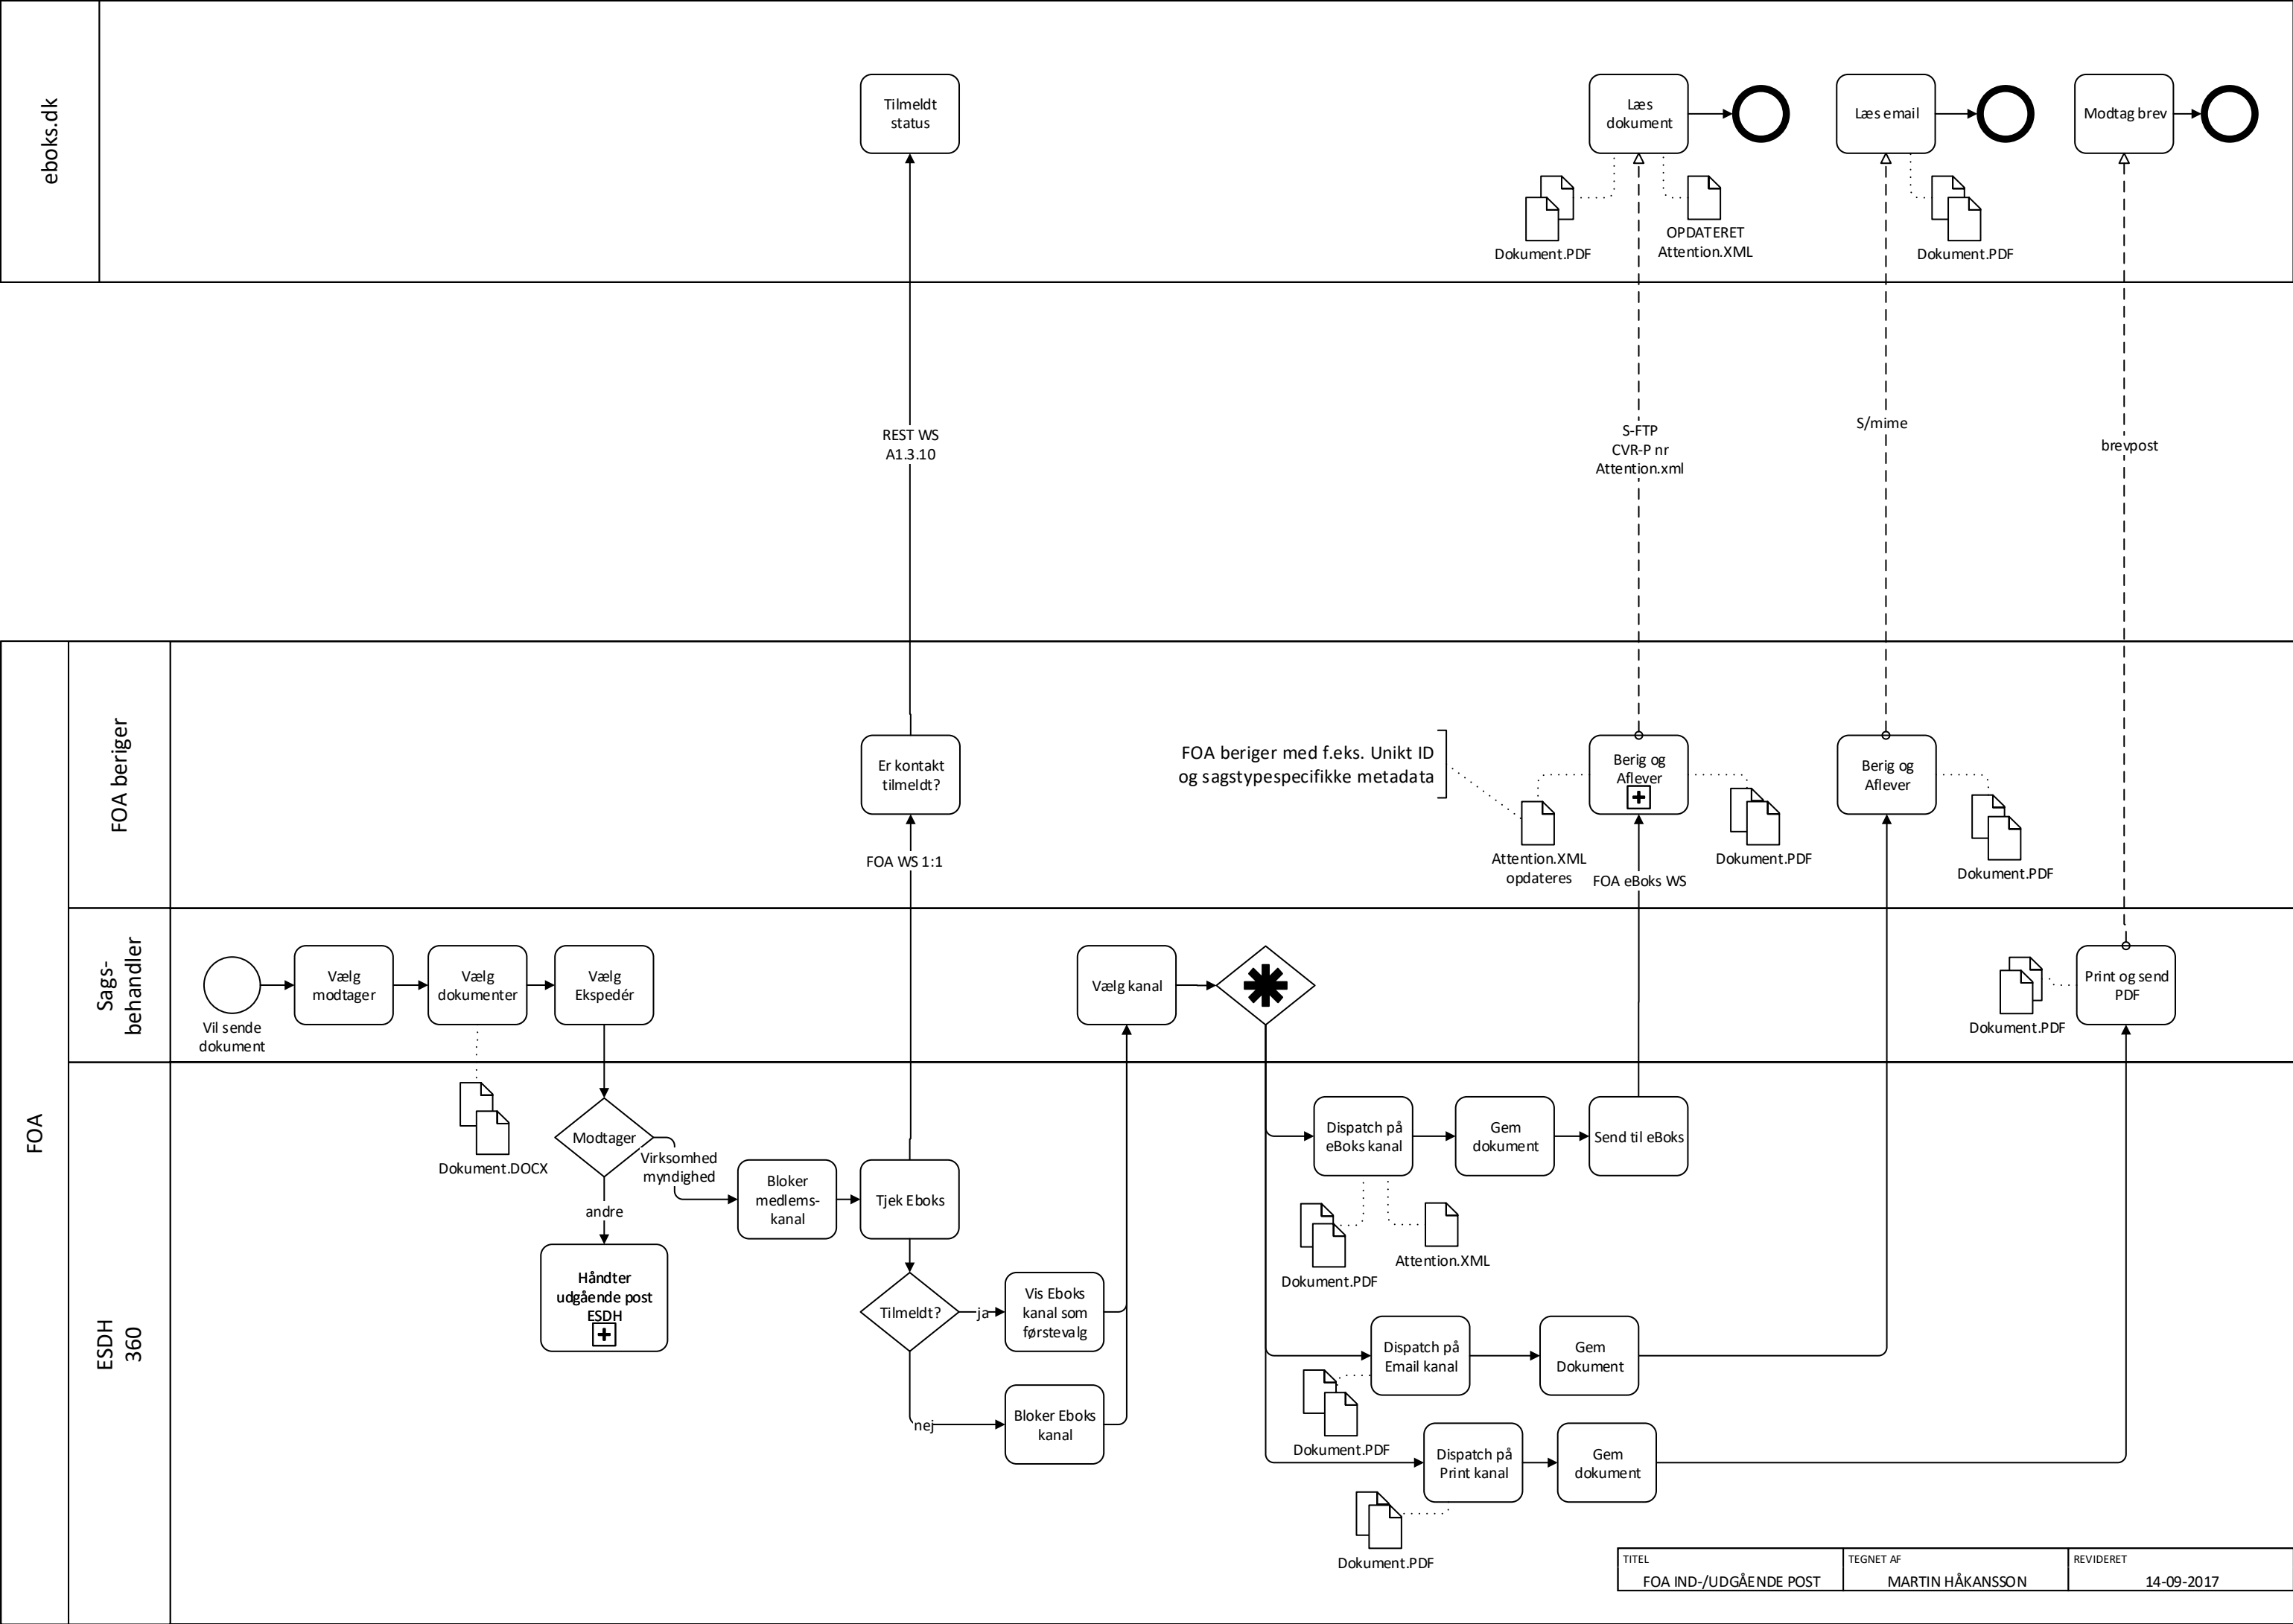 eboks.dk
Tilmeldt
status
Læs
dokument
Læs email
Modtag brev
Dokument.PDF
OPDATERET
Attention.XML
Dokument.PDF
REST WS
A1.3.10
S-FTP
CVR-P nr
Attention.xml
S/mime
brevpost
FOA
FOA beriger
Er kontakt
tilmeldt?
FOA WS 1:1
FOA beriger med f.eks. Unikt ID
og sagstypespecifikke metadata
Berig og
Aflever
Attention.XML
opdateres
Dokument.PDF
FOA eBoks WS
Berig og
Aflever
Dokument.PDF
Sags-
behandler
Vil sende
dokument
Vælg
modtager
Vælg
dokumenter
Vælg
Ekspedér
Vælg kanal
Dokument.PDF
Print og send
PDF
ESDH
360
Dokument.DOCX
Modtager
Virksomhed
myndighed
andre
Håndter
udgående post
ESDH
Bloker
medlems-
kanal
Tjek Eboks
Tilmeldt?
ja
Vis Eboks
kanal som
førstevalg
nej
Bloker Eboks
kanal
Dispatch på
eBoks kanal
Gem
dokument
Send til eBoks
Dokument.PDF
Attention.XML
Dispatch på
Email kanal
Gem
Dokument
Dokument.PDF
Dispatch på
Print kanal
Gem
dokument
Dokument.PDF
TITEL
FOA IND-/UDGÅENDE POST
TEGNET AF
MARTIN HÅKANSSON
REVIDERET
14-09-2017